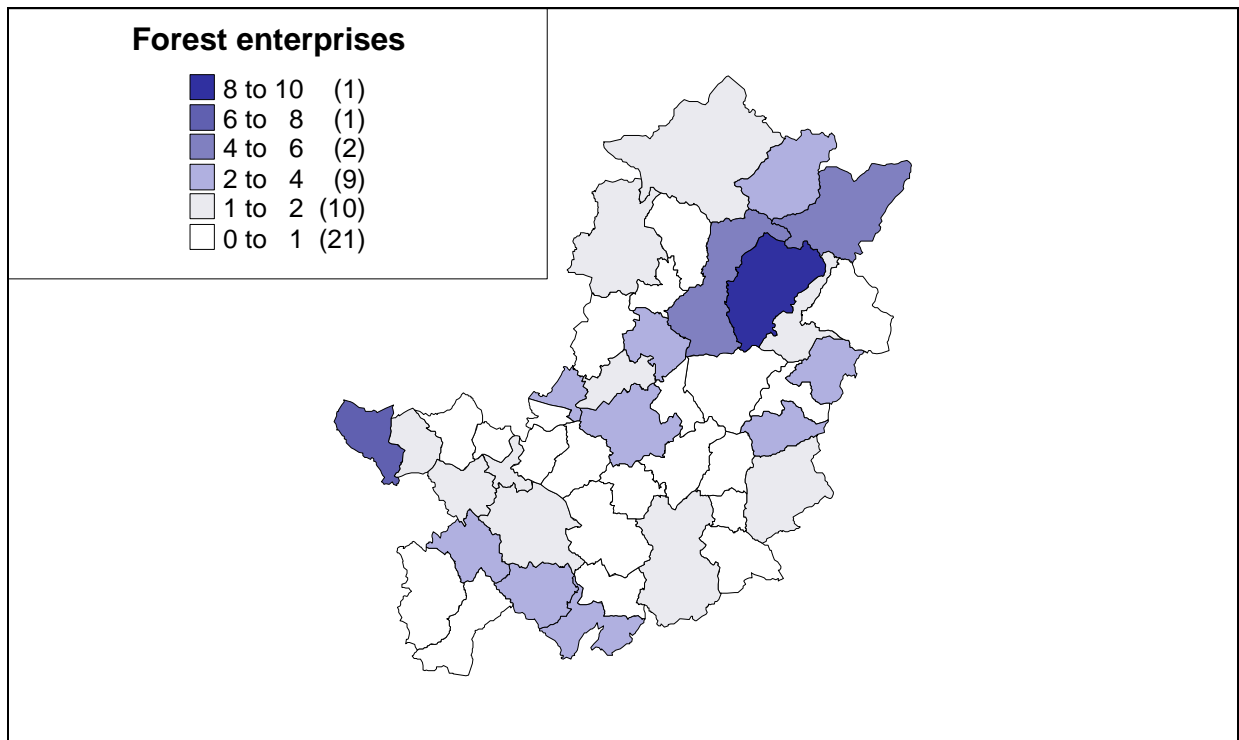 Forest enterprises
8 to 10 (1)
6 to 8 (1)
4 to 6 (2)
2 to 4 (9)
1 to 2 (10)
0 to 1 (21)